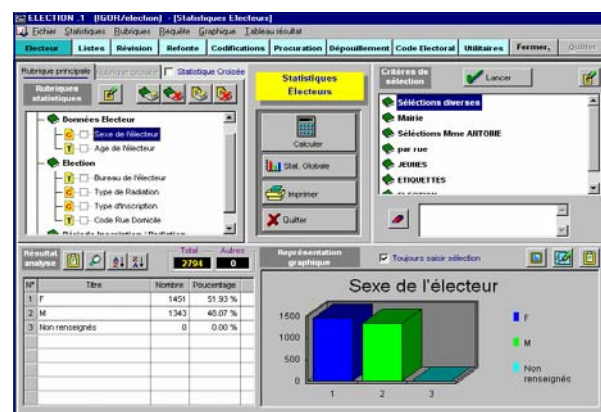 ELECTION .1 (IGOR/election) - [Statistiques Electeurs]
Fichier Statistiques Rubriques Requête Graphique Tableau résultat
Electeur Listes Révision Refonte Codifications Procuration Dépouillement Code Electoral Utilitaires Fermer, Quitter
Rubrique principale Rubrique croisée Statistique Croisée
Rubriques statistiques
Données Electeur
Sexe de l'électeur
Age de l'électeur
Election
Bureau de l'électeur
Type de Radiation
Type d'Inscription
Code Rue Domicile
Statistiques
Electeurs
Calculer
Stat. Globale
Imprimer
Quitter
Critères de sélection
Lancer
Séléctions diverses
Mairie
Séléctions Mme ANTOINE
par rue
JEUNES
ETIQUETTES
Résultat analyse
Total Autres
2794 0
N° Titre Nombre Poucentage
1 F 1451 51.93 %
2 M 1343 48.07 %
3 Non renseignés 0 0.00 %
Représentation graphique
Toujours saisir sélection
Sexe de l'électeur
1500
1000
500
0
1 2 3
F
M
Non
renseignés